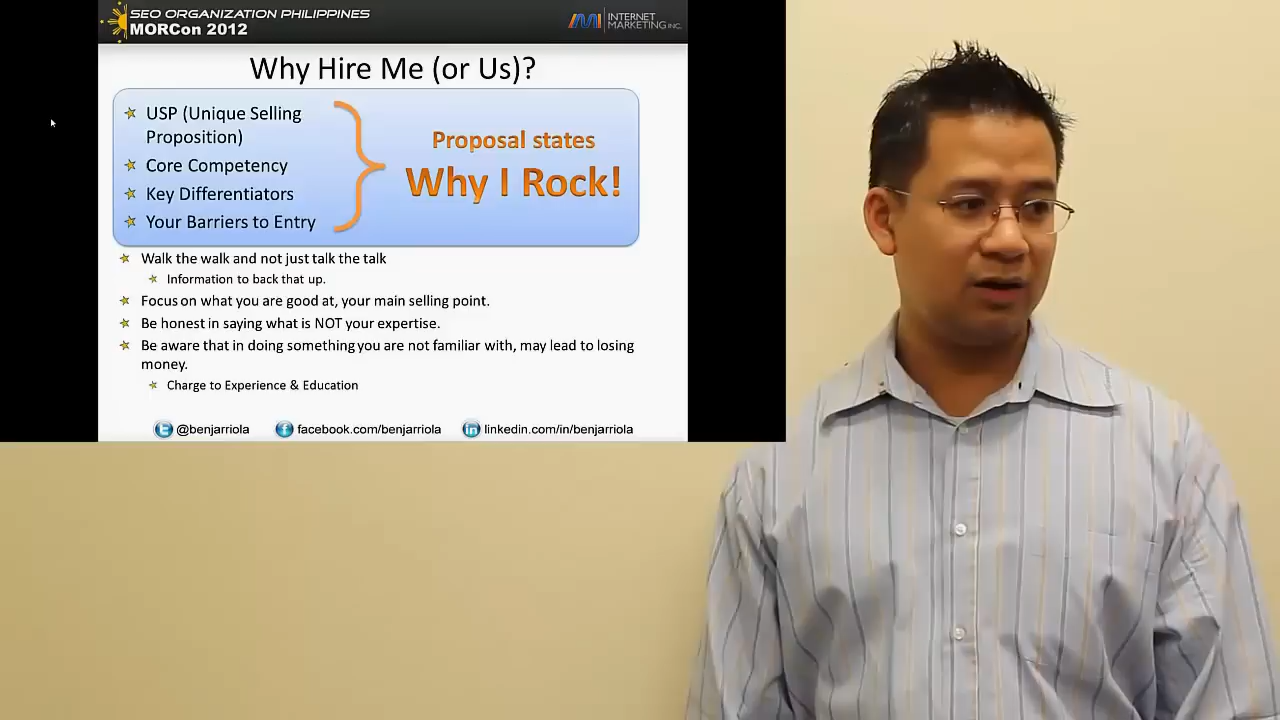 SEO ORGANIZATION PHILIPPINES
MORCon 2012
INTERNET
MARKETING INC.
Why Hire Me (or Us)?
USP (Unique Selling
Proposition)
Core Competency
Key Differentiators
Your Barriers to Entry
Proposal states
Why I Rock!
Walk the walk and not just talk the talk
Information to back that up.
Focus on what you are good at, your main selling point.
Be honest in saying what is NOT your expertise.
Be aware that in doing something you are not familiar with, may lead to losing
money.
Charge to Experience & Education
@benjarriola
facebook.com/benjarriola
linkedin.com/in/benjarriola